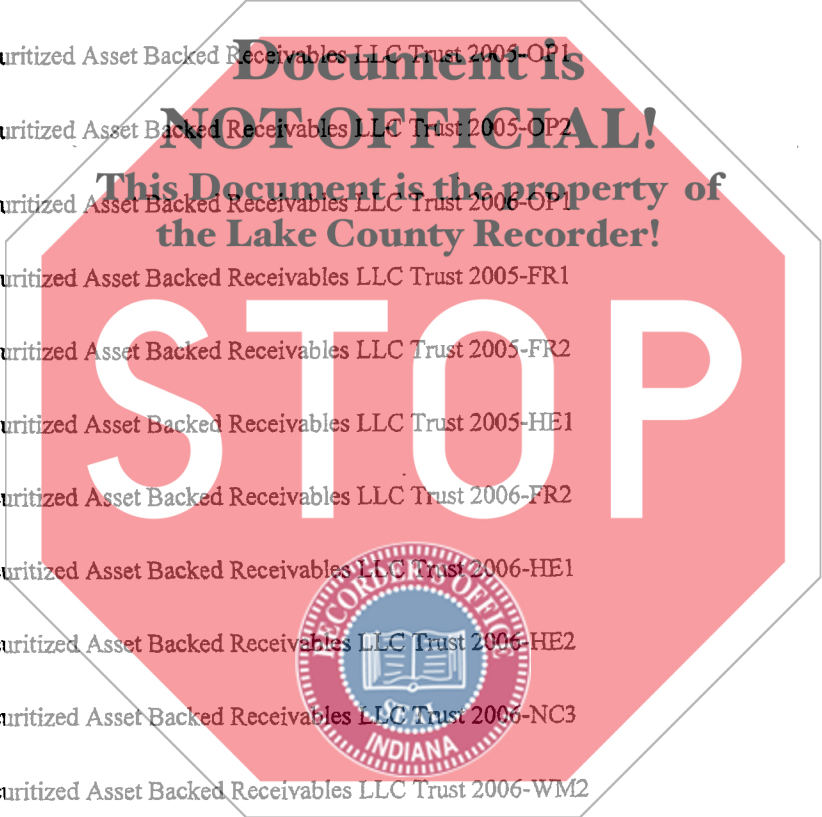 uritized Asset Backed Receivables LLC Trust 2005-OP1
Document is
uritized Asset Backed Receivables LLC Trust 2005-OP2
NOT OFFICIAL!
This Document is the property of
uritized Asset Backed Receivables LLC Trust 2006-OP1
the Lake County Recorder!
uritized Asset Backed Receivables LLC Trust 2005-FR1
STOP
uritized Asset Backed Receivables LLC Trust 2005-FR2
uritized Asset Backed Receivables LLC Trust 2005-HE1
uritized Asset Backed Receivables LLC Trust 2006-FR2
uritized Asset Backed Receivables LLC Trust 2006-HE1
RECORDER'S OFFICE
uritized Asset Backed Receivables LLC Trust 2006-HE2
uritized Asset Backed Receivables LLC Trust 2006-NC3
INDIANA
uritized Asset Backed Receivables LLC Trust 2006-WM2